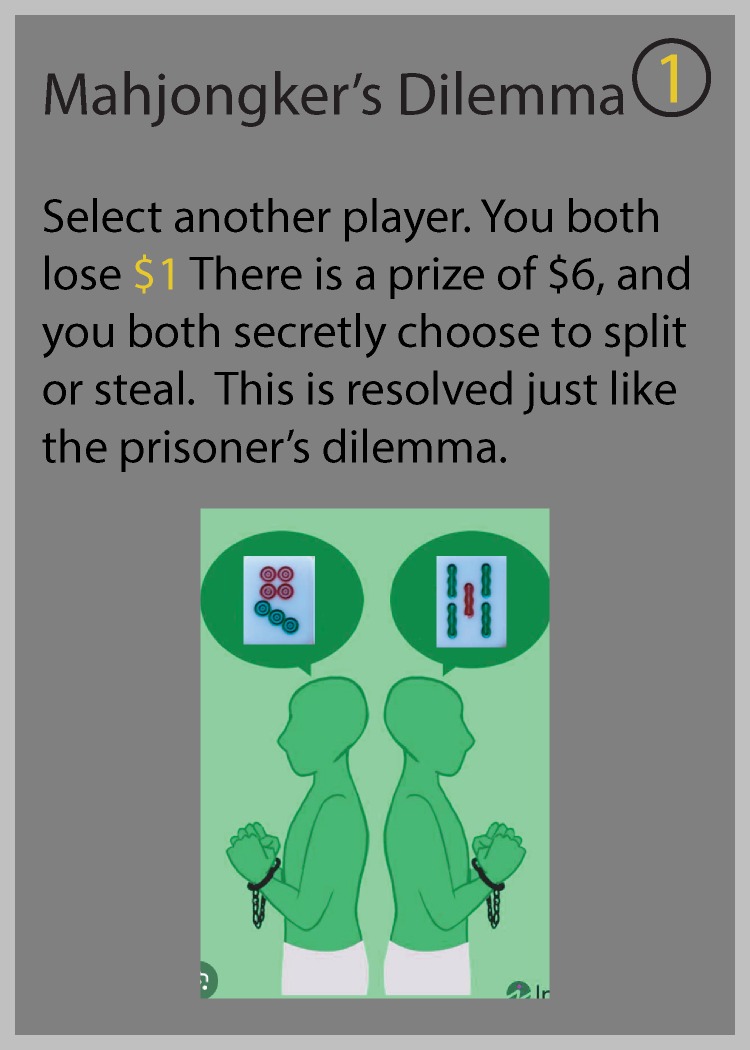 Mahjongker's Dilemma
1
Select another player. You both
lose $1 There is a prize of $6, and
you both secretly choose to split
or steal.  This is resolved just like
the prisoner's dilemma.